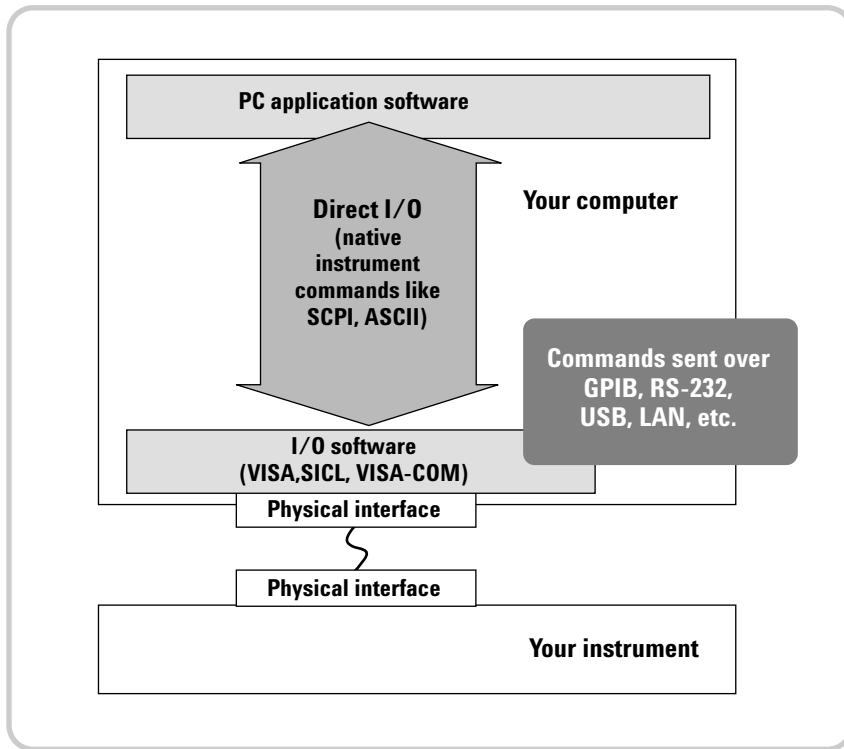 PC application software
Direct I/O
(native
instrument
commands like
SCPI, ASCII)
Your computer
Commands sent over
GPIB, RS-232,
USB, LAN, etc.
I/O software
(VISA,SICL, VISA-COM)
Physical interface
Physical interface
Your instrument